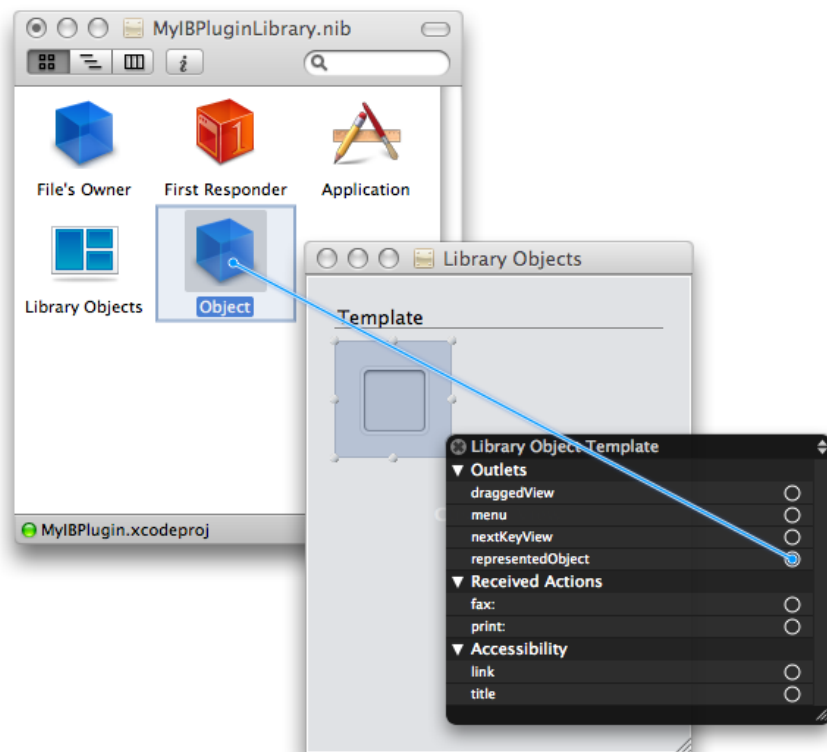 MyIBPluginLibrary.nib
File's Owner
First Responder
Application
Library Objects
Object
MyIBPlugin.xcodeproj
Library Objects
Template
Library Object Template
▼ Outlets
draggedView
menu
nextKeyView
representedObject
▼ Received Actions
fax:
print:
▼ Accessibility
link
title